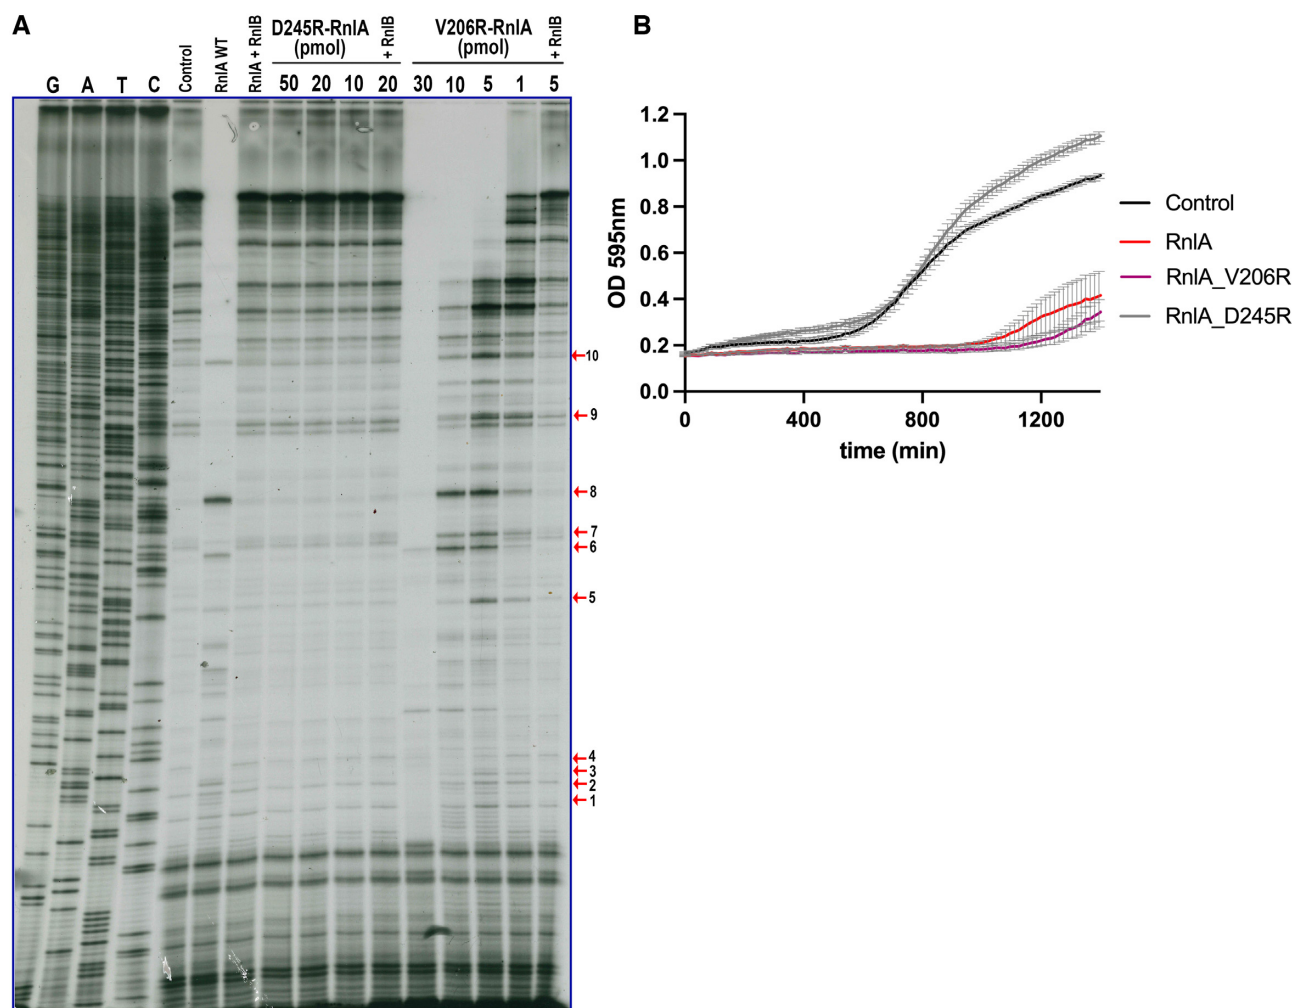 A
Control
RnlA WT
RnlA + RnlB
D245R-RnlA
(pmol)
+ RnlB
V206R-RnlA
(pmol)
+ RnlB
G A T C 50 20 10 20 30 10 5 1 5
10
9
8
7
6
5
4
3
2
1
B
1.2
1.0
0.8
0.6
0.4
0.2
0.0
OD 595nm
0 400 800 1200
time (min)
Control
RnlA
RnlA_V206R
RnlA_D245R